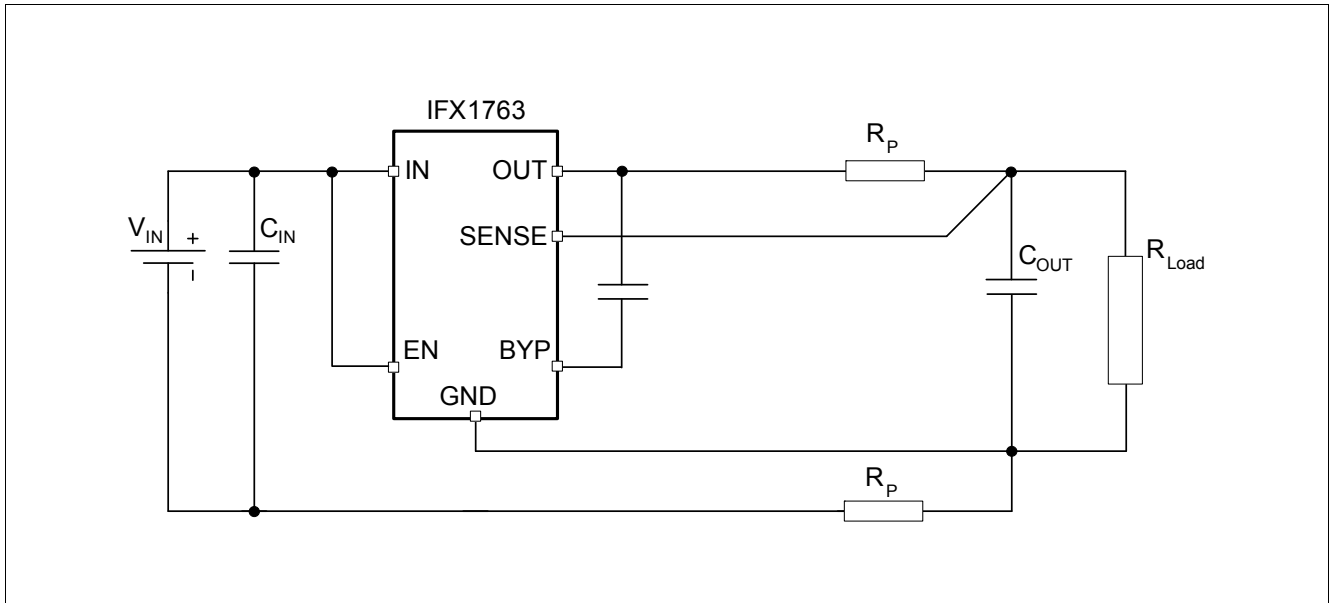 IFX1763
IN
OUT
R_P
V_IN
+
-
C_IN
SENSE
C_OUT
R_Load
EN
BYP
GND
R_P